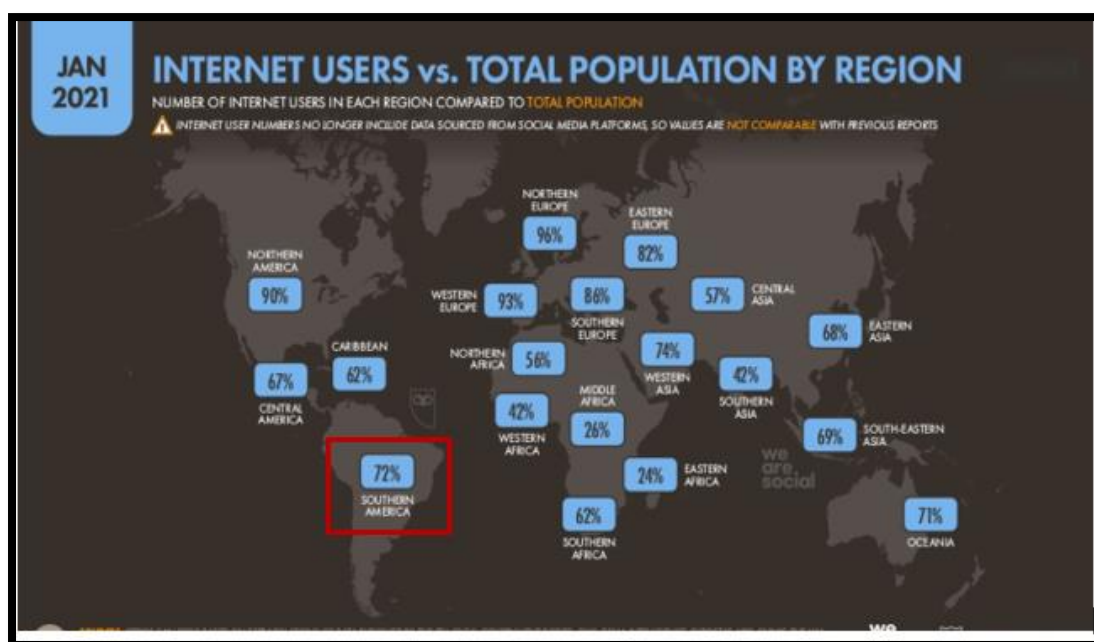 JAN
2021
INTERNET USERS vs. TOTAL POPULATION BY REGION
NUMBER OF INTERNET USERS IN EACH REGION COMPARED TO TOTAL POPULATION
INTERNET USER NUMBERS NO LONGER INCLUDE DATA SOURCED FROM SOCIAL MEDIA PLATFORMS, SO VALUES ARE NOT COMPARABLE WITH PREVIOUS REPORTS
NORTHERN
EUROPE
96%
EASTERN
EUROPE
82%
NORTHERN
AMERICA
90%
WESTERN
EUROPE
93%
86%
SOUTHERN
EUROPE
57%
CENTRAL
ASIA
68%
EASTERN
ASIA
CARIBBEAN
62%
67%
CENTRAL
AMERICA
NORTHERN
AFRICA
56%
74%
WESTERN
ASIA
42%
SOUTHERN
ASIA
42%
WESTERN
AFRICA
MIDDLE
AFRICA
26%
69%
SOUTH-EASTERN
ASIA
we
are
social
72%
SOUTHERN
AMERICA
24%
EASTERN
AFRICA
62%
SOUTHERN
AFRICA
71%
OCEANIA
we